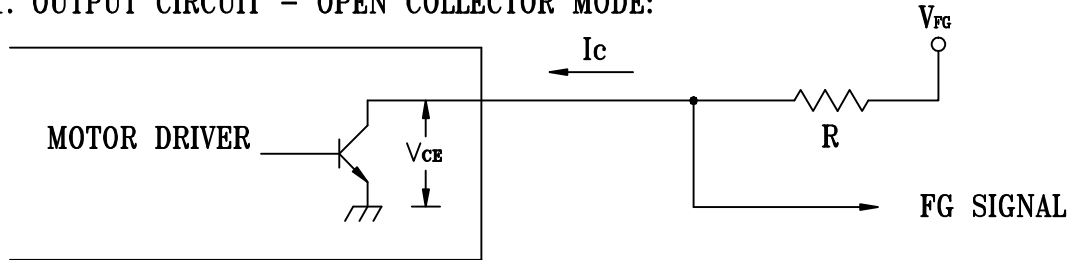 OUTPUT CIRCUIT - OPEN COLLECTOR MODE:
VFG
Ic
MOTOR DRIVER
VCE
R
FG SIGNAL